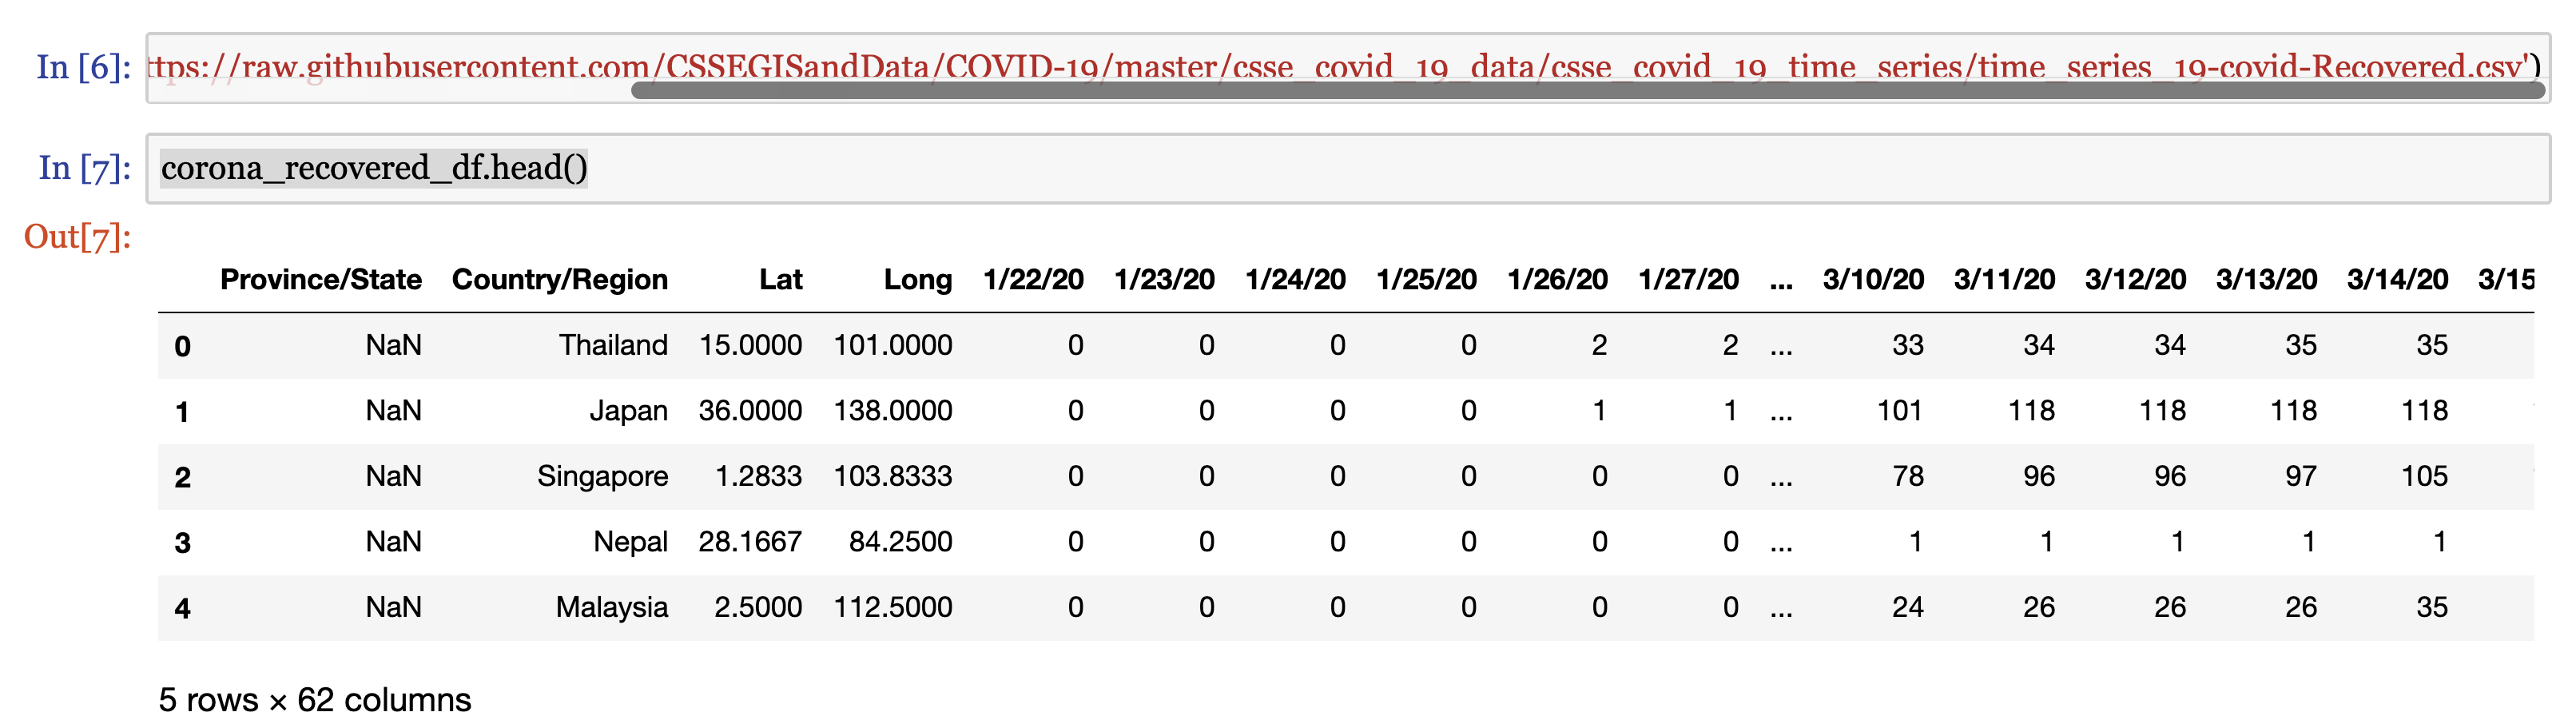 In [6]: ttps://raw.githubusercontent.com/CSSEGISandData/COVID-19/master/csse_covid_19_data/csse_covid_19_time_series/time_series_19-covid-Recovered.csv')
In [7]: corona_recovered_df.head()
Out[7]:
Province/State Country/Region Lat Long 1/22/20 1/23/20 1/24/20 1/25/20 1/26/20 1/27/20 ... 3/10/20 3/11/20 3/12/20 3/13/20 3/14/20 3/15
0 NaN Thailand 15.0000 101.0000 0 0 0 0 2 2 ... 33 34 34 35 35
1 NaN Japan 36.0000 138.0000 0 0 0 0 1 1 ... 101 118 118 118 118
2 NaN Singapore 1.2833 103.8333 0 0 0 0 0 0 ... 78 96 96 97 105
3 NaN Nepal 28.1667 84.2500 0 0 0 0 0 0 ... 1 1 1 1 1
4 NaN Malaysia 2.5000 112.5000 0 0 0 0 0 0 ... 24 26 26 26 35
5 rows × 62 columns